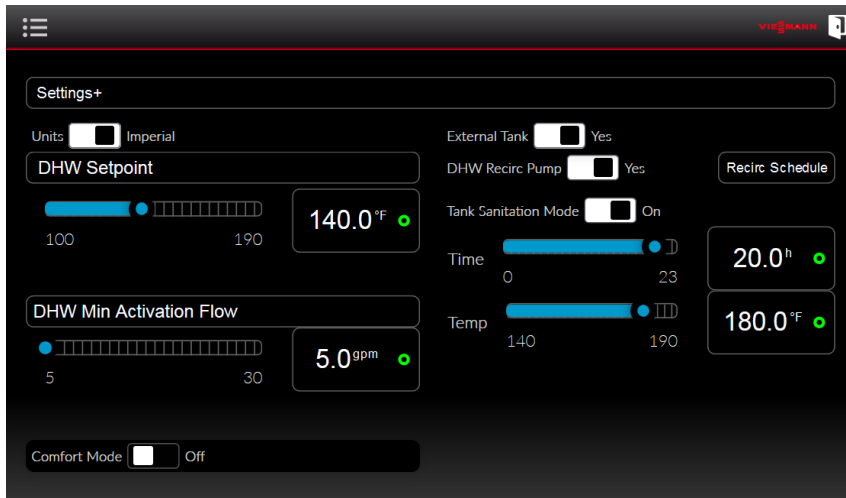 VIESMANN
Settings+
Units Imperial
DHW Setpoint
100 190
140.0°F
DHW Min Activation Flow
5 30
5.0gpm
Comfort Mode Off
External Tank Yes
DHW Recirc Pump Yes
Recirc Schedule
Tank Sanitation Mode On
Time
0 23
20.0h
Temp
140 190
180.0°F